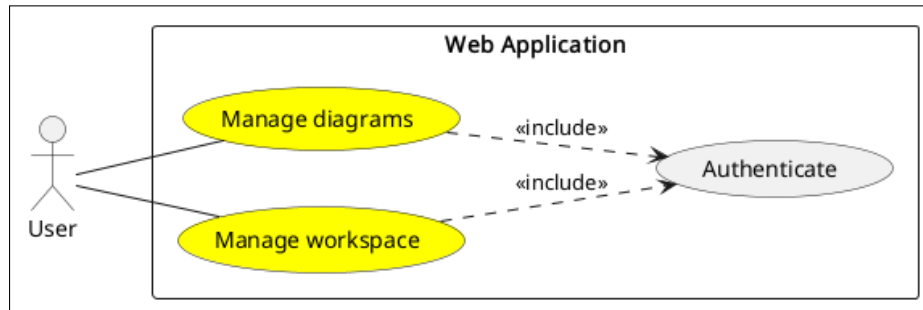 Web Application
Manage diagrams
«include»
Authenticate
«include»
User
Manage workspace